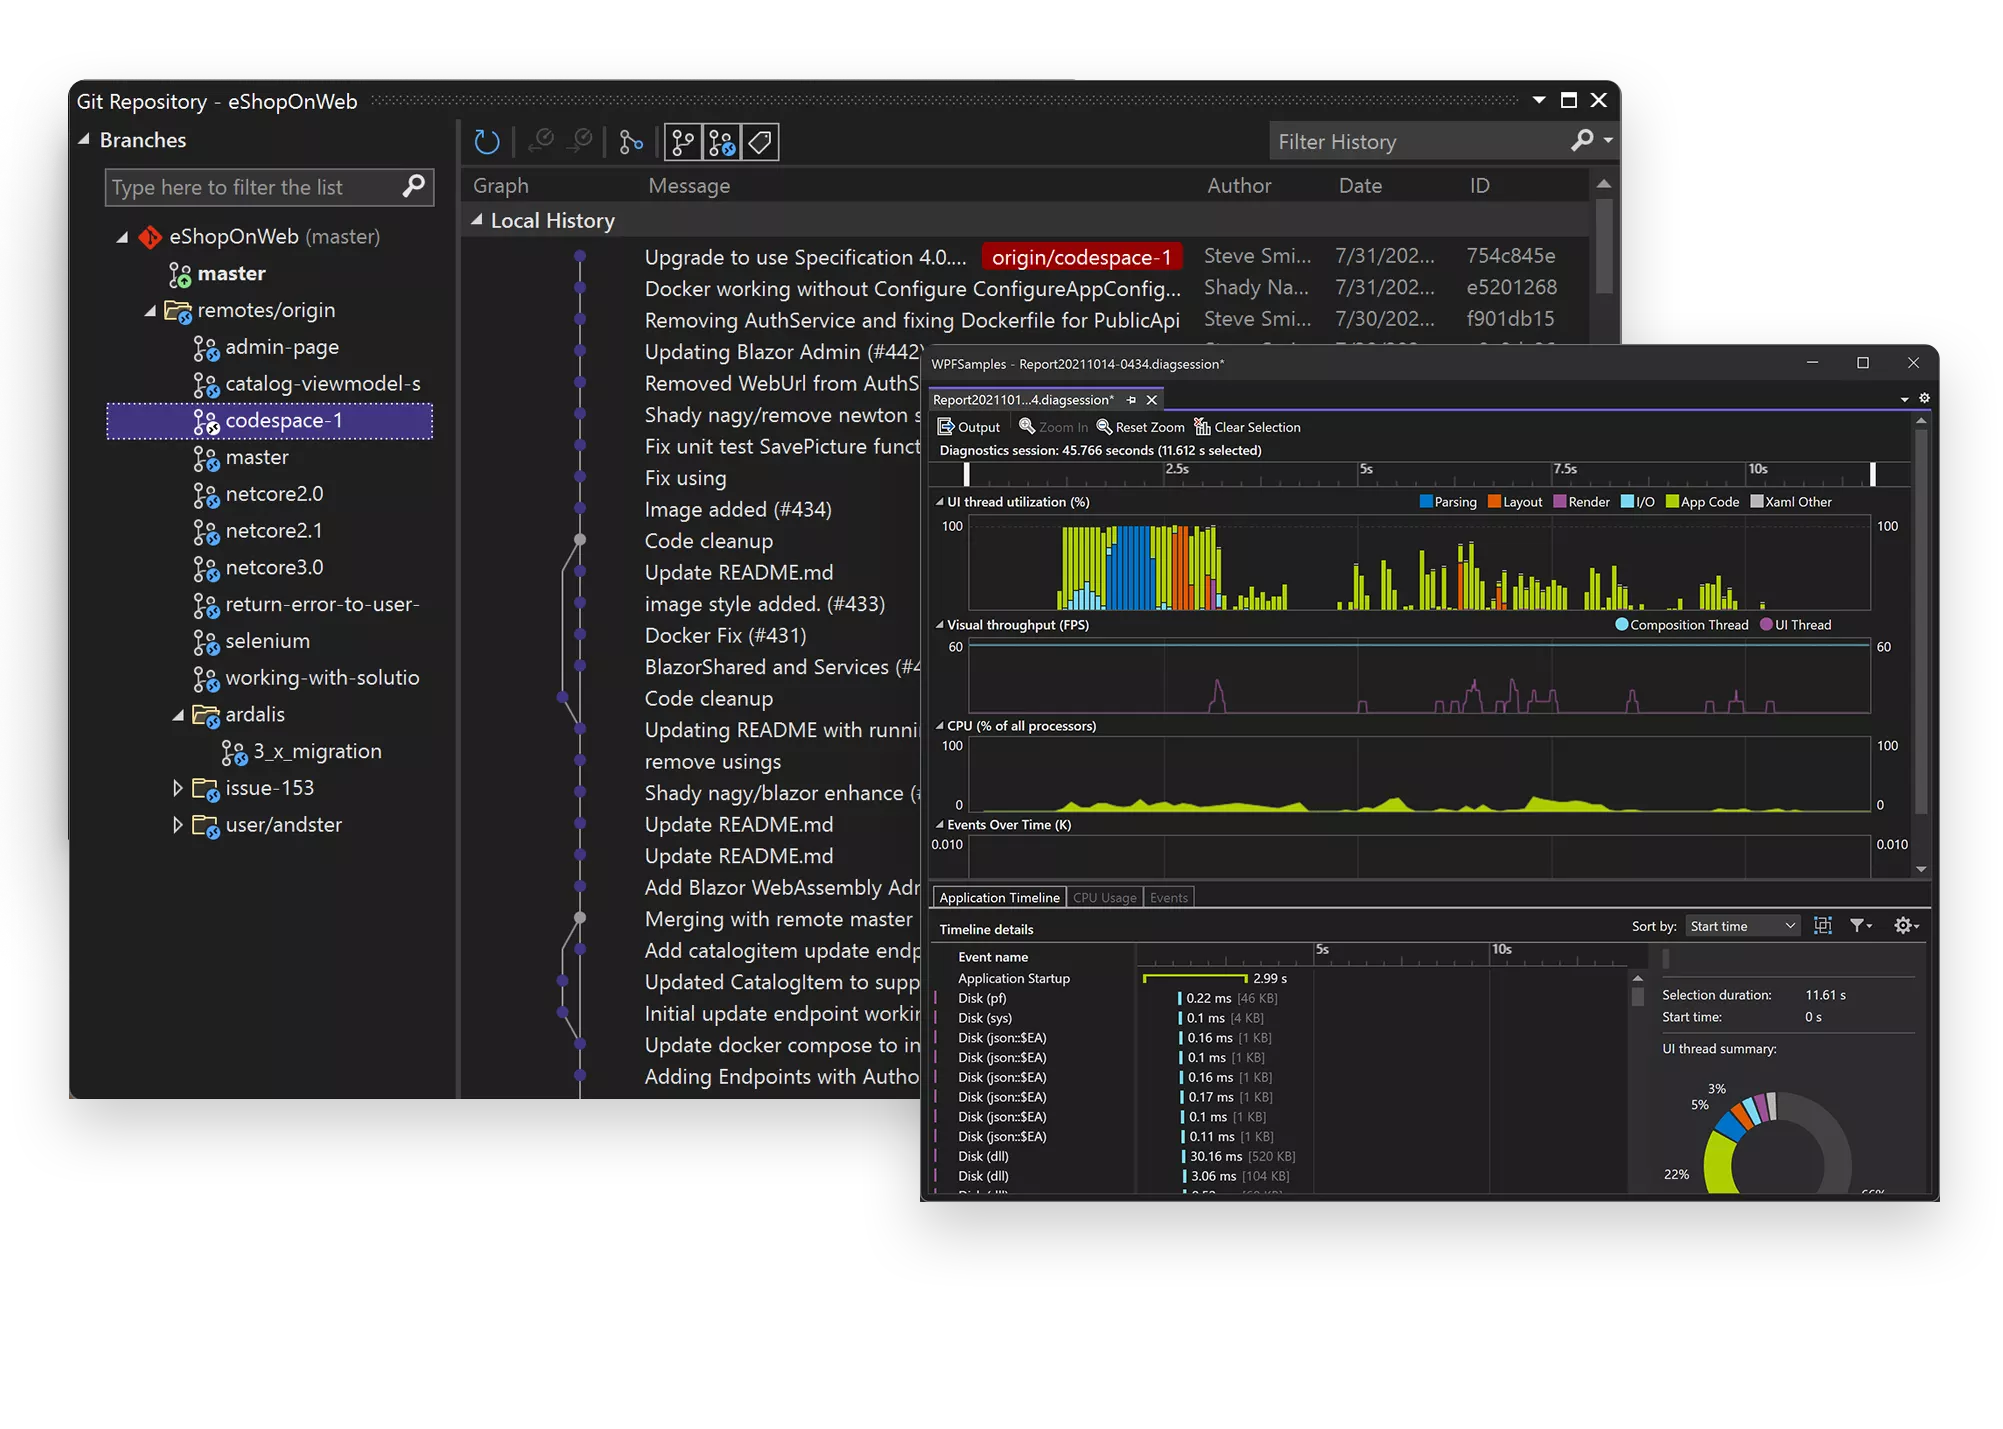 Git Repository - eShopOnWeb
Branches
Type here to filter the list
eShopOnWeb (master)
master
remotes/origin
admin-page
catalog-viewmodel-s
codespace-1
master
netcore2.0
netcore2.1
netcore3.0
return-error-to-user-
selenium
working-with-solutio
ardalis
3_x_migration
issue-153
user/andster
Filter History
Graph Message Author Date ID
Local History
Upgrade to use Specification 4.0.... origin/codespace-1 Steve Smi... 7/31/202... 754c845e
Docker working without Configure ConfigureAppConfig... Shady Na... 7/31/202... e5201268
Removing AuthService and fixing Dockerfile for PublicApi Steve Smi... 7/30/202... f901db15
Updating Blazor Admin (#442)
Removed WebUrl from AuthS
Shady nagy/remove newton s
Fix unit test SavePicture funct
Fix using
Image added (#434)
Code cleanup
Update README.md
image style added. (#433)
Docker Fix (#431)
BlazorShared and Services (#4
Code cleanup
Updating README with runni
remove usings
Shady nagy/blazor enhance (#
Update README.md
Update README.md
Add Blazor WebAssembly Adr
Merging with remote master
Add catalogitem update endp
Updated CatalogItem to supp
Initial update endpoint workir
Update docker compose to in
Adding Endpoints with Autho
WPFSamples - Report20211014-0434.diagsession*
Report2021101...4.diagsession*
Output Zoom In Reset Zoom Clear Selection
Diagnostics session: 45.766 seconds (11.612 s selected)
2.5s 5s 7.5s 10s
UI thread utilization (%) Parsing Layout Render I/O App Code Xaml Other
100 100
Visual throughput (FPS) Composition Thread UI Thread
60 60
CPU (% of all processors)
100 100
0 0
Events Over Time (K)
0.010 0.010
Application Timeline CPU Usage Events
Timeline details Sort by: Start time
5s 10s
Event name
Application Startup 2.99 s
Disk (pf) 0.22 ms [46 KB]
Disk (sys) 0.1 ms [4 KB]
Disk (json::$EA) 0.16 ms [1 KB]
Disk (json::$EA) 0.1 ms [1 KB]
Disk (json::$EA) 0.16 ms [1 KB]
Disk (json::$EA) 0.17 ms [1 KB]
Disk (json::$EA) 0.1 ms [1 KB]
Disk (json::$EA) 0.11 ms [1 KB]
Disk (dll) 30.16 ms [520 KB]
Disk (dll) 3.06 ms [104 KB]
Selection duration: 11.61 s
Start time: 0 s
UI thread summary:
3%
5%
22%